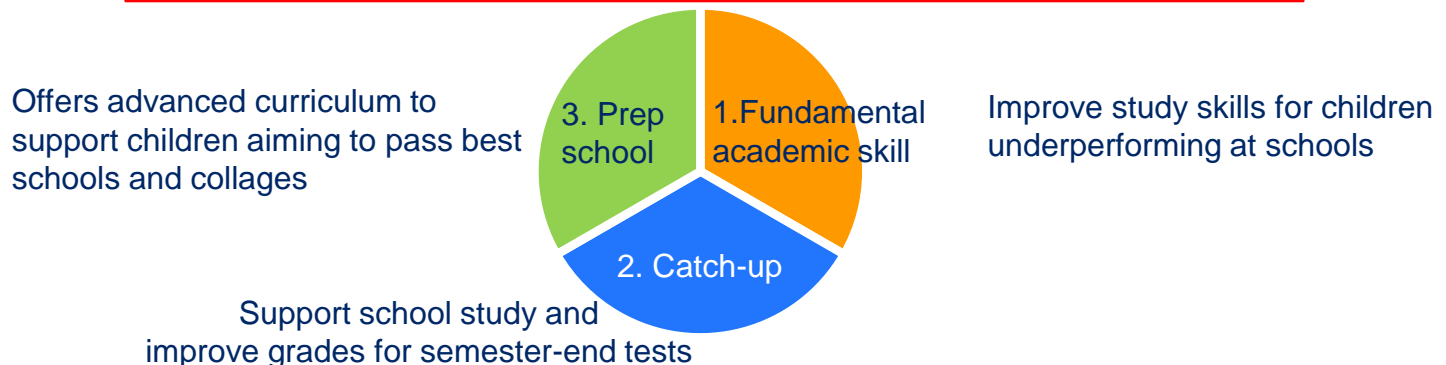 Offers advanced curriculum to
support children aiming to pass best
schools and collages
3. Prep
school
1.Fundamental
academic skill
Improve study skills for children
underperforming at schools
2. Catch-up
Support school study and
improve grades for semester-end tests